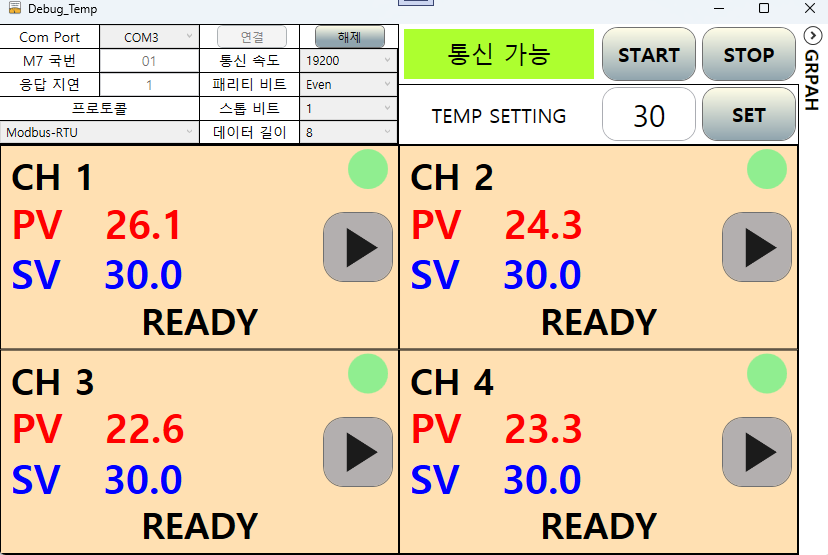 Debug_Temp
Com Port COM3 연결 해제
M7 국번 01 통신 속도 19200
응답 지연 1 패리티 비트 Even
프로토콜 스톱 비트 1
Modbus-RTU 데이터 길이 8
통신 가능 START STOP
TEMP SETTING 30 SET
GRPAH
CH 1
PV 26.1
SV 30.0
READY
CH 2
PV 24.3
SV 30.0
READY
CH 3
PV 22.6
SV 30.0
READY
CH 4
PV 23.3
SV 30.0
READY